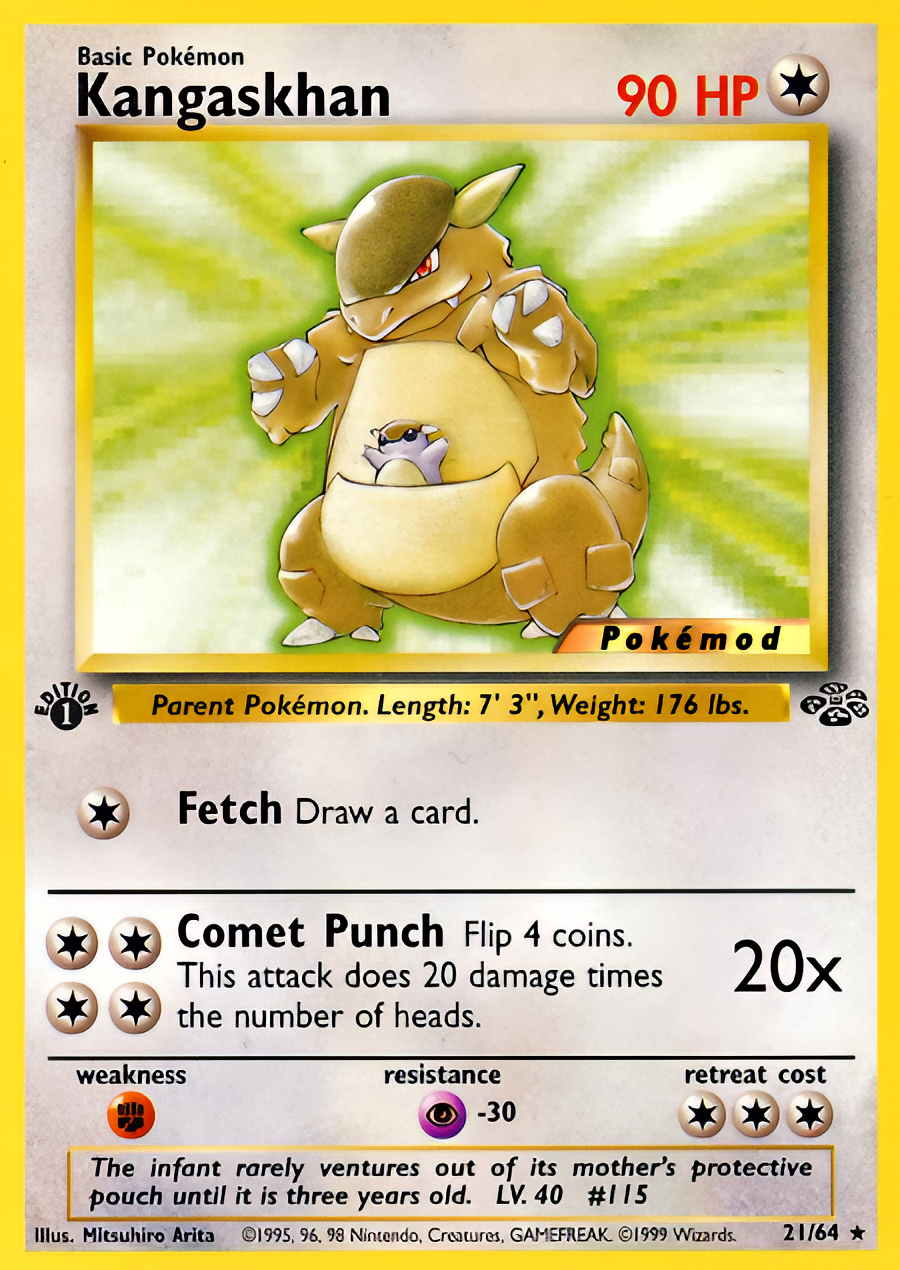 Basic Pokémon
Kangaskhan
90 HP
Pokémod
EDITION
1
Parent Pokémon. Length: 7' 3", Weight: 176 lbs.
Fetch Draw a card.
Comet Punch Flip 4 coins.
This attack does 20 damage times
the number of heads.
20x
weakness
resistance
retreat cost
-30
The infant rarely ventures out of its mother's protective
pouch until it is three years old. LV. 40 #115
Illus. Mitsuhiro Arita ©1995, 96, 98 Nintendo, Creatures, GAMEFREAK. ©1999 Wizards. 21/64 ★